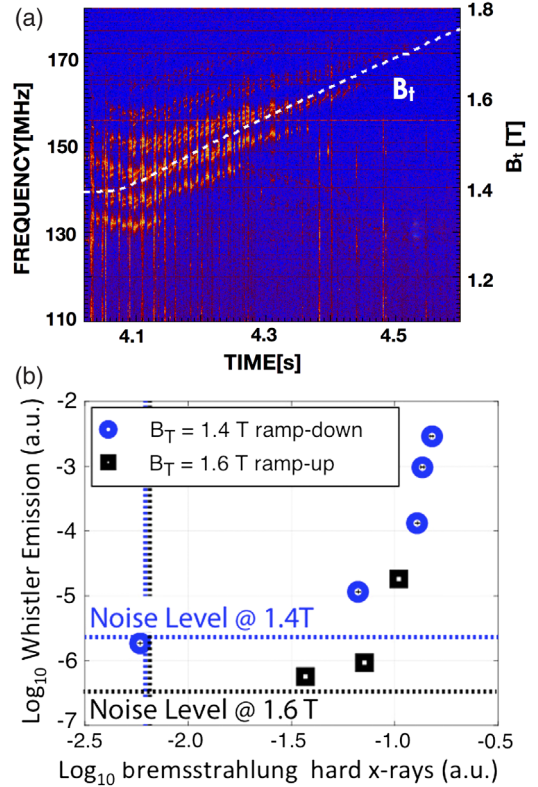 (a)
FREQUENCY[MHz]
170
150
130
110
1.8
1.6
1.4
1.2
Bt [T]
Bt
4.1 4.3 4.5
TIME[s]
(b)
Log10 Whistler Emission (a.u.)
-2
-3
-4
-5
-6
-7
BT = 1.4 T ramp-down
BT = 1.6 T ramp-up
Noise Level @ 1.4T
Noise Level @ 1.6 T
-2.5 -2.0 -1.5 -1.0 -0.5
Log10 bremsstrahlung hard x-rays (a.u.)